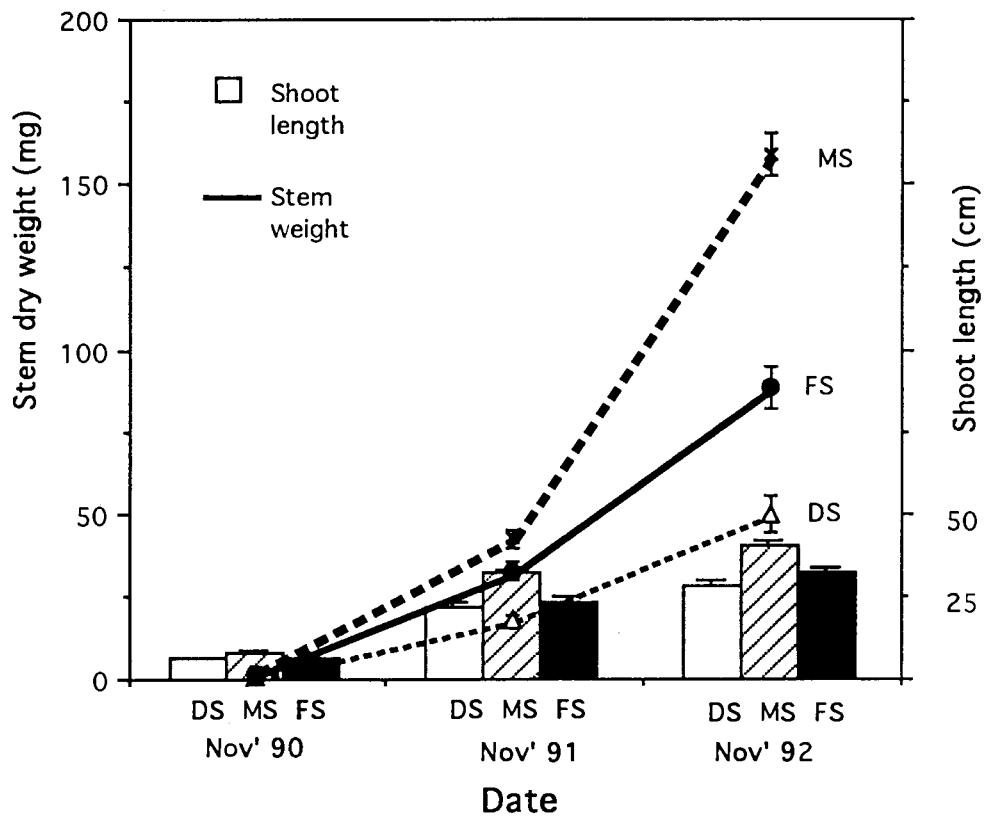 200
150
100
50
0
Stem dry weight (mg)
Shoot
length
Stem
weight
MS
FS
DS
50
25
Shoot length (cm)
DS MS FS
Nov' 90
DS MS FS
Nov' 91
DS MS FS
Nov' 92
Date